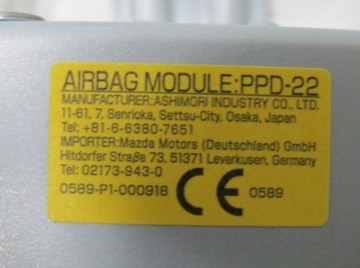 AIRBAG MODULE:PPD-22
MANUFACTURER:ASHIMORI INDUSTRY CO., LTD.
11-61, 7, Senrioka, Settsu-City, Osaka, Japan
Tel: +81-6-6380-7651
IMPORTER:Mazda Motors (Deutschland) GmbH
Hitdorfer Straße 73, 51371 Leverkusen, Germany
Tel: 02173-943-0
0589-P1-000918 CE 0589